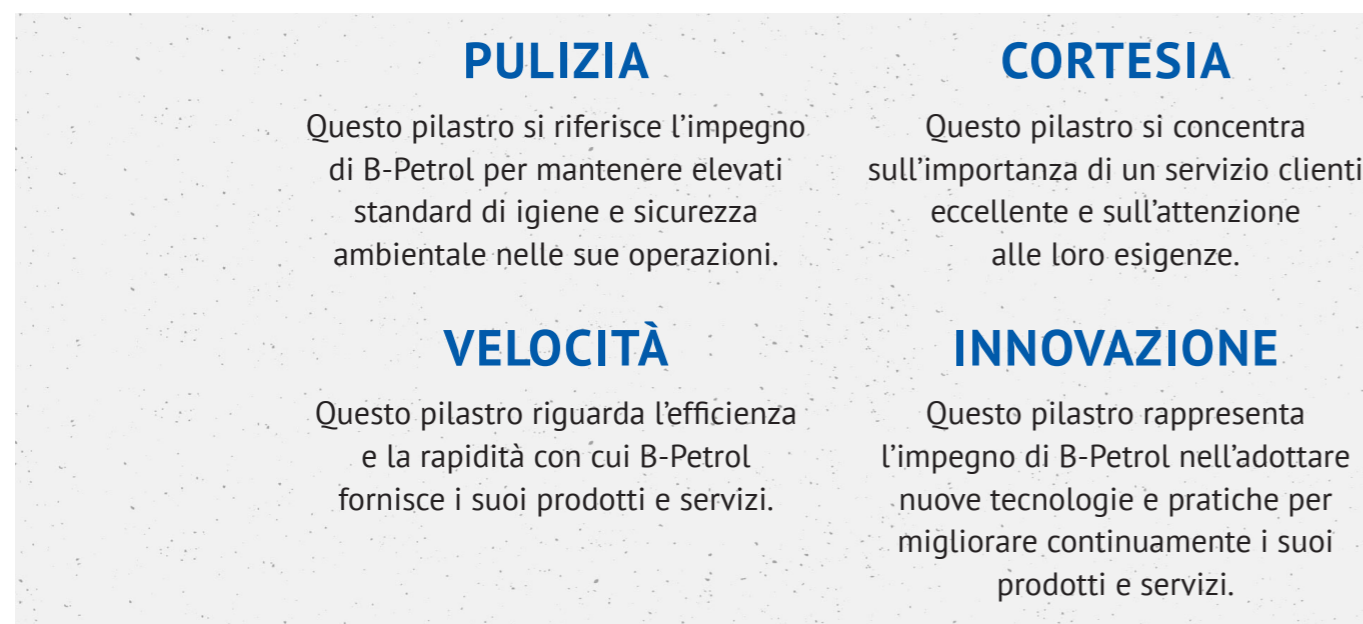 PULIZIA
Questo pilastro si riferisce l’impegno
di B-Petrol per mantenere elevati
standard di igiene e sicurezza
ambientale nelle sue operazioni.
CORTESIA
Questo pilastro si concentra
sull’importanza di un servizio clienti
eccellente e sull’attenzione
alle loro esigenze.
VELOCITÀ
Questo pilastro riguarda l’efficienza
e la rapidità con cui B-Petrol
fornisce i suoi prodotti e servizi.
INNOVAZIONE
Questo pilastro rappresenta
l’impegno di B-Petrol nell’adottare
nuove tecnologie e pratiche per
migliorare continuamente i suoi
prodotti e servizi.